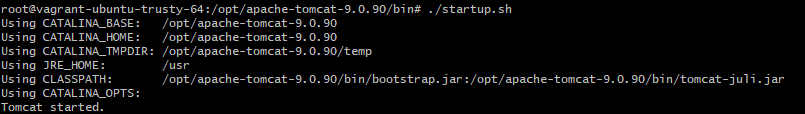 root@vagrant-ubuntu-trusty-64:/opt/apache-tomcat-9.0.90/bin# ./startup.sh
Using CATALINA_BASE:   /opt/apache-tomcat-9.0.90
Using CATALINA_HOME:   /opt/apache-tomcat-9.0.90
Using CATALINA_TMPDIR: /opt/apache-tomcat-9.0.90/temp
Using JRE_HOME:        /usr
Using CLASSPATH:       /opt/apache-tomcat-9.0.90/bin/bootstrap.jar:/opt/apache-tomcat-9.0.90/bin/tomcat-juli.jar
Using CATALINA_OPTS:
Tomcat started.